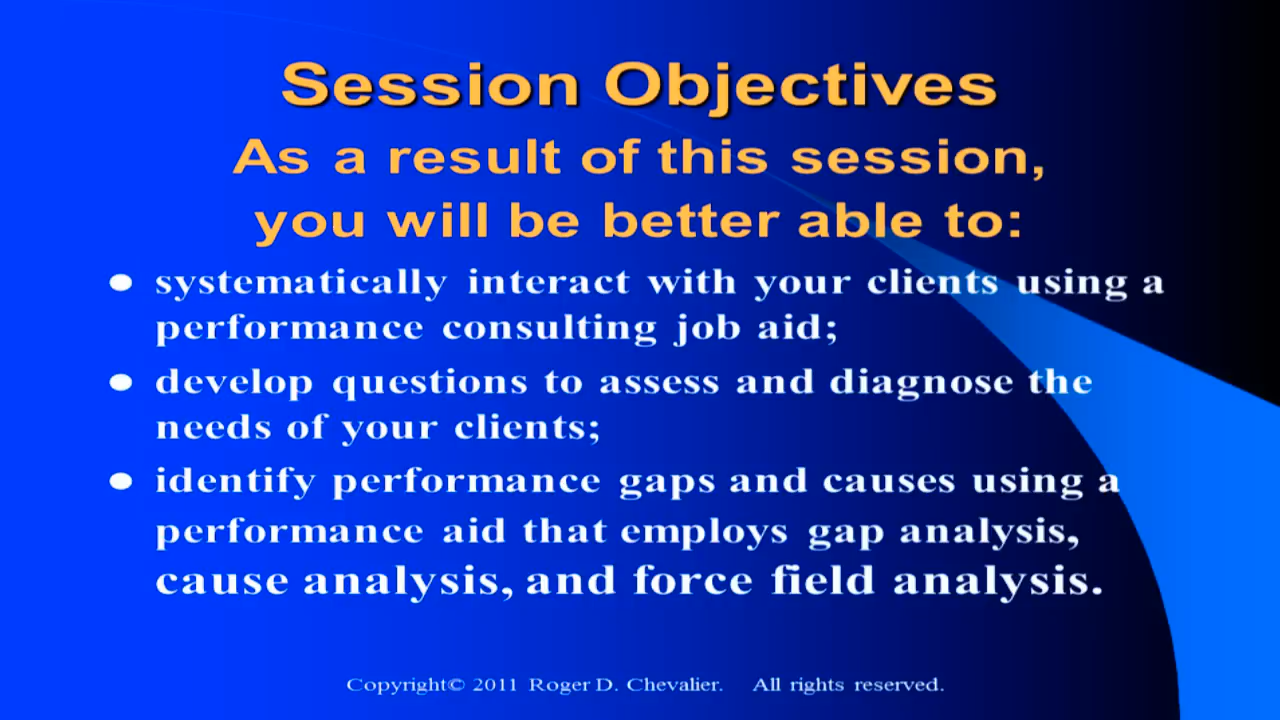 Session Objectives
As a result of this session,
you will be better able to:
● systematically interact with your clients using a
performance consulting job aid;
● develop questions to assess and diagnose the
needs of your clients;
● identify performance gaps and causes using a
performance aid that employs gap analysis,
cause analysis, and force field analysis.
Copyright© 2011 Roger D. Chevalier. All rights reserved.